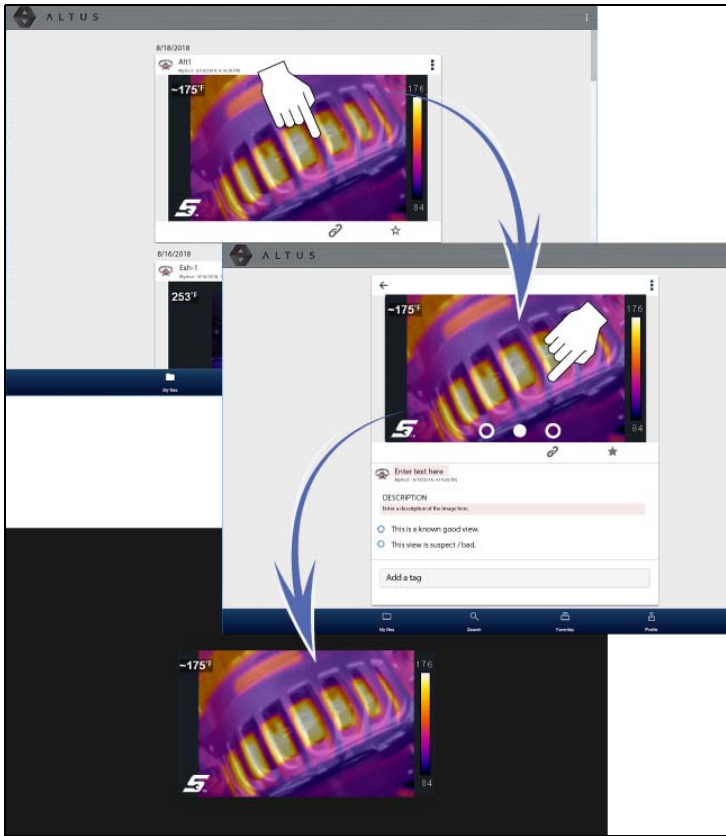 ALTUS
8/18/2018
Alt1
~175°F
176
84
8/16/2018
Exh-1
253°F
My files
ALTUS
~175°F
176
84
Enter text here
DESCRIPTION
Enter a description of the image here.
This is a known good view.
This view is suspect / bad.
Add a tag
My files
Search
Favorites
Profile
~175°F
176
84